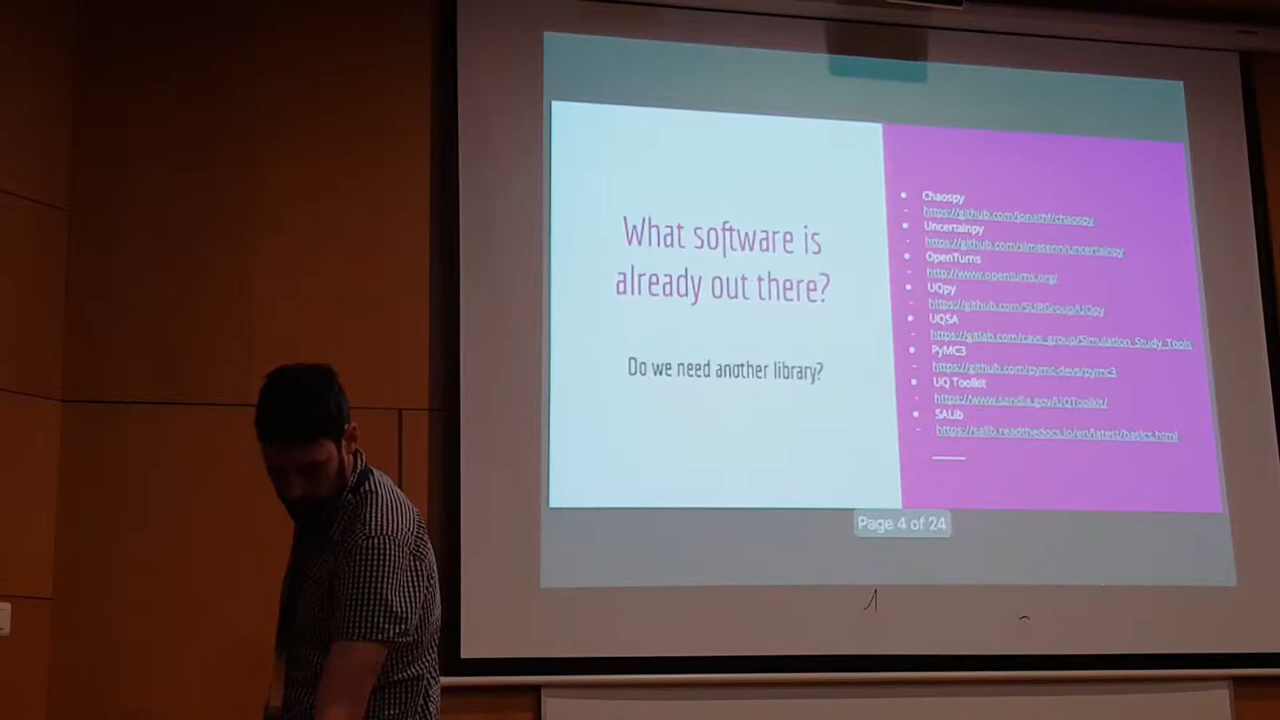 What software is
already out there?
Do we need another library?
• Chaospy
- https://github.com/jonathf/chaospy
• Uncertainpy
- https://github.com/simetenn/uncertainpy
• OpenTurns
- http://www.openturns.org/
• UQpy
- https://github.com/SURGroup/UQpy
• UQSA
- https://gitlab.com/cavs_group/Simulation_Study_Tools
• PyMC3
- https://github.com/pymc-devs/pymc3
• UQ Toolkit
- https://www.sandia.gov/UQToolkit/
• SALib
- https://salib.readthedocs.io/en/latest/basics.html
Page 4 of 24